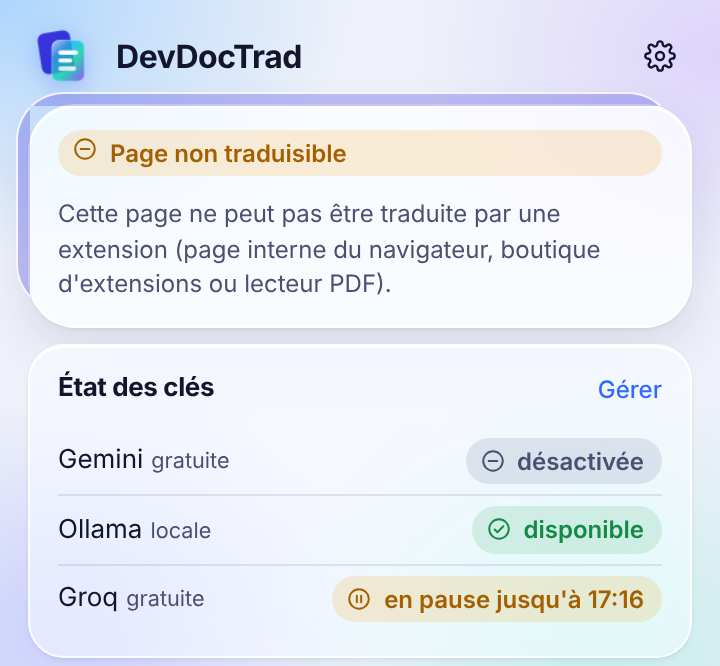 DevDocTrad
Page non traduisible
Cette page ne peut pas être traduite par une
extension (page interne du navigateur, boutique
d'extensions ou lecteur PDF).
État des clés
Gérer
Gemini gratuite
désactivée
Ollama locale
disponible
Groq gratuite
en pause jusqu'à 17:16